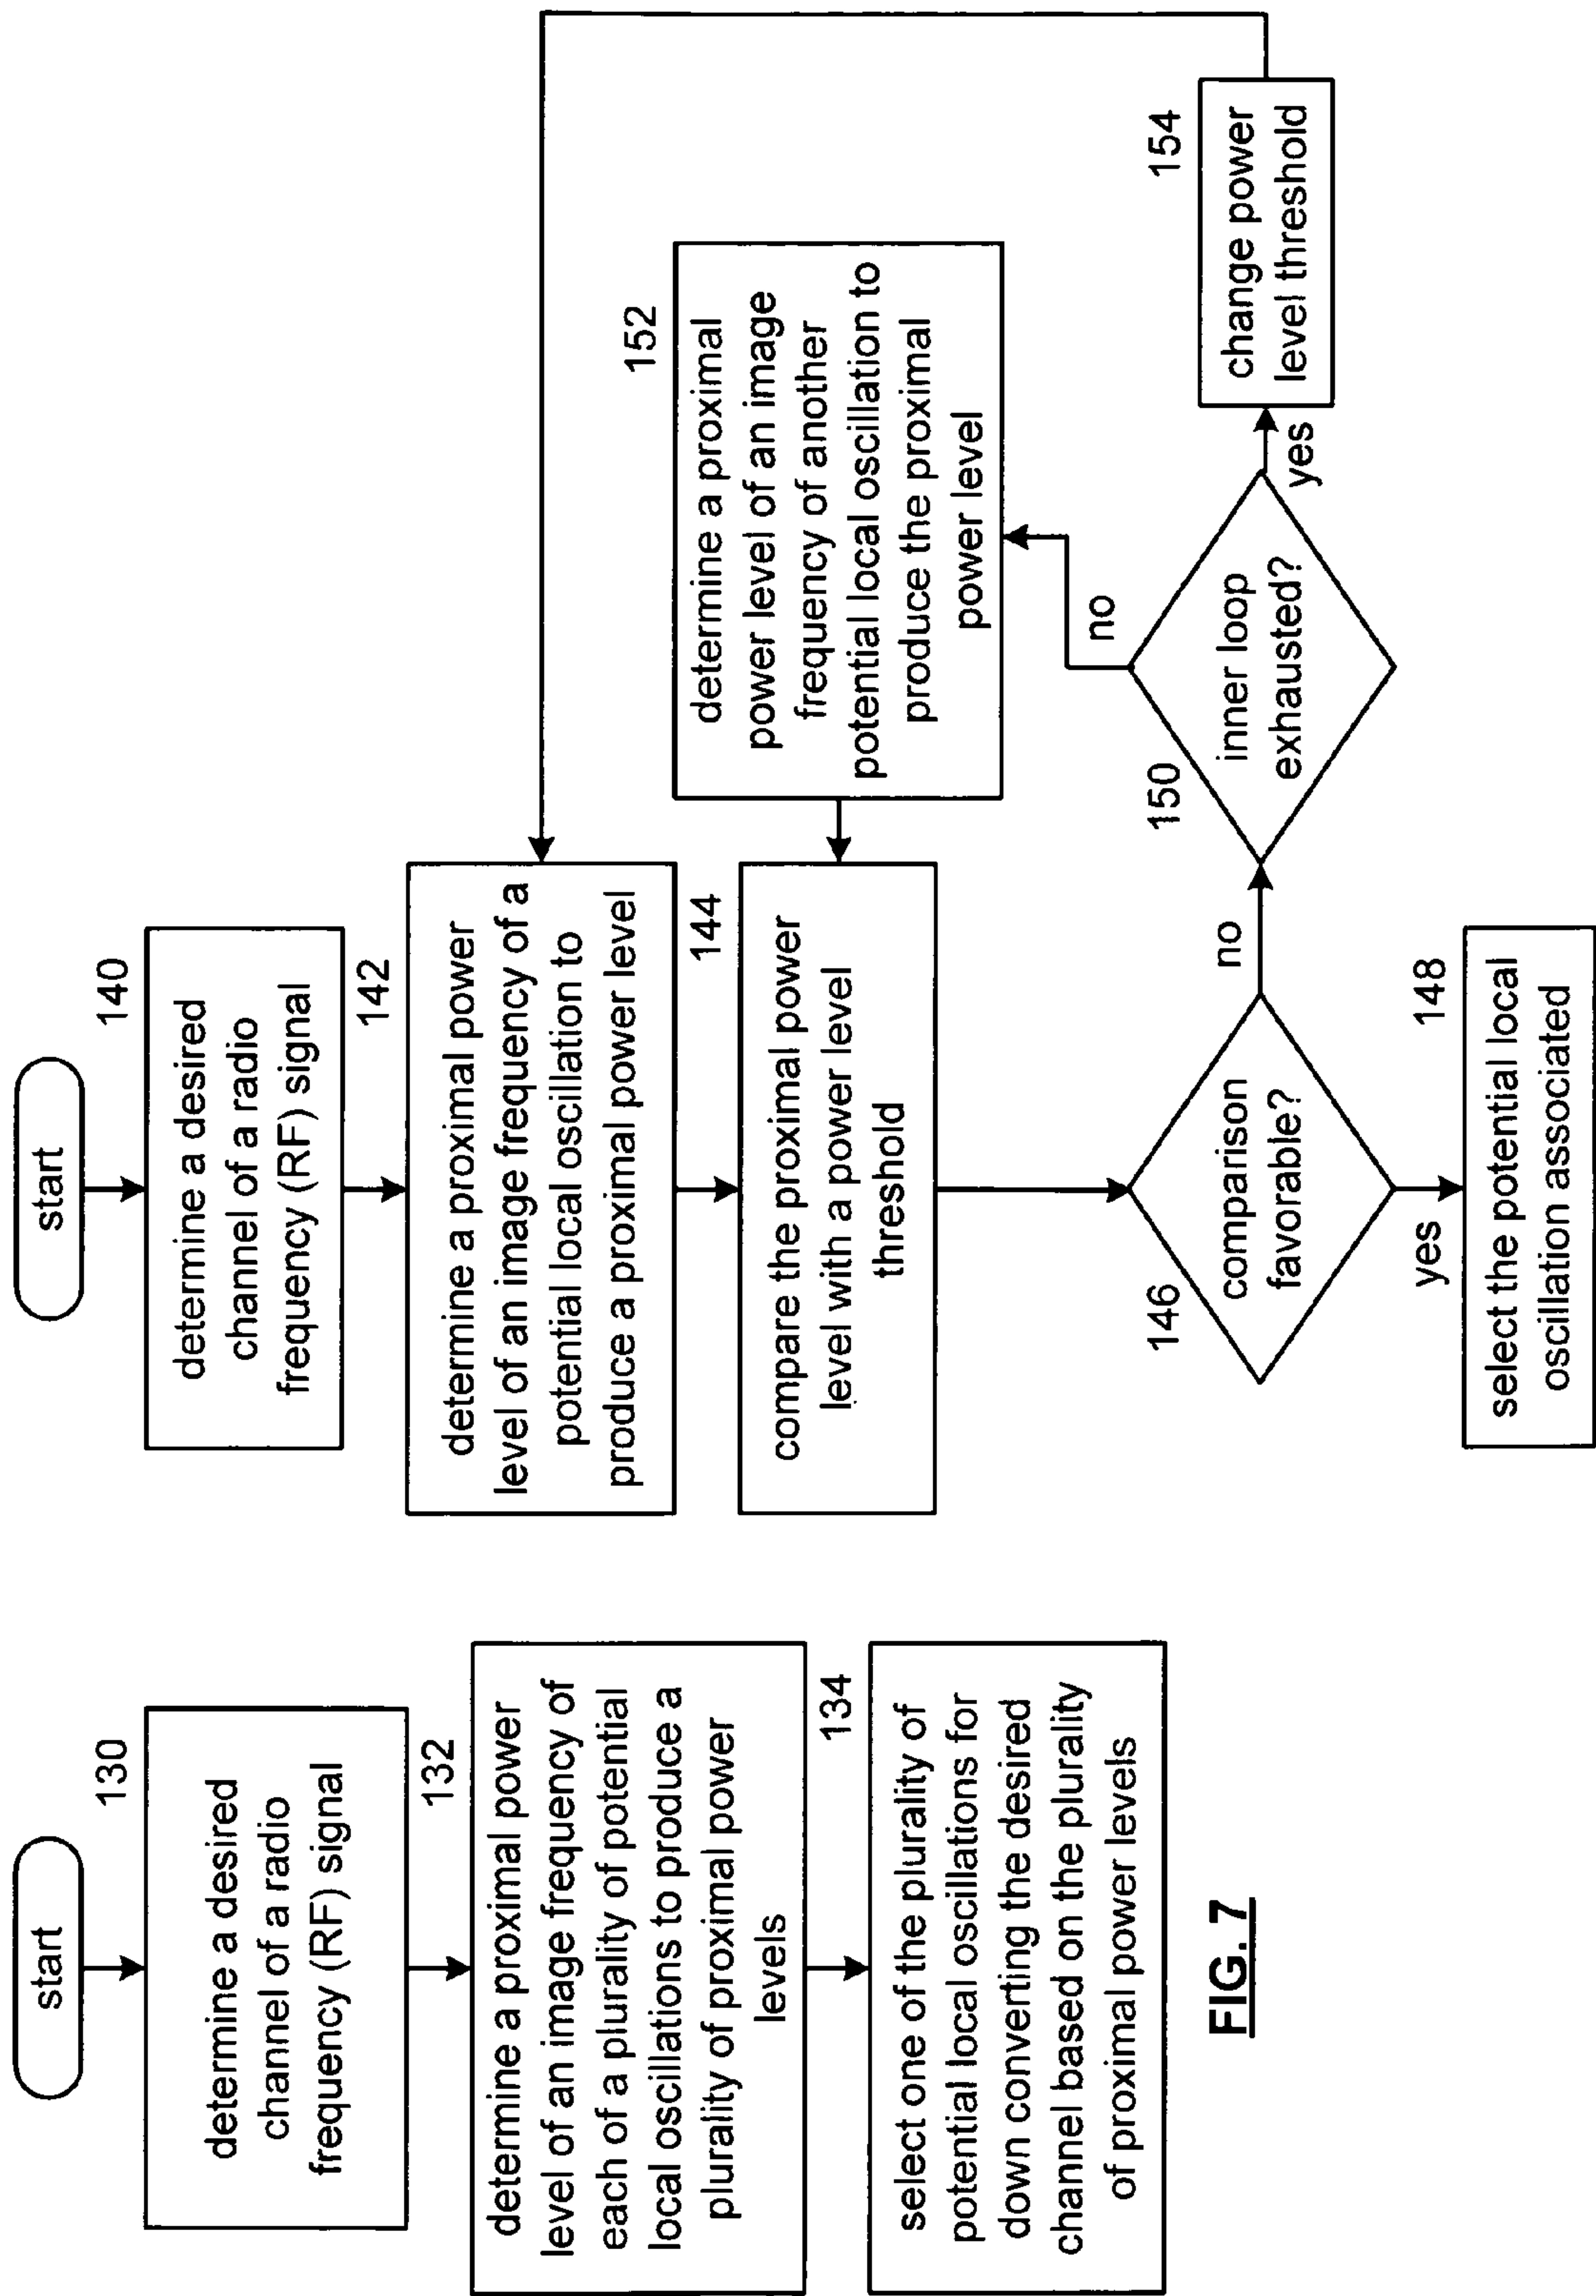 start
130
determine a desired
channel of a radio
frequency (RF) signal
132
determine a proximal power
level of an image frequency of
each of a plurality of potential
local oscillations to produce a
plurality of proximal power
levels
134
select one of the plurality of
potential local oscillations for
down converting the desired
channel based on the plurality
of proximal power levels
FIG. 7
start
140
determine a desired
channel of a radio
frequency (RF) signal
142
determine a proximal power
level of an image frequency of a
potential local oscillation to
produce a proximal power level
144
compare the proximal power
level with a power level
threshold
146
comparison
favorable?
yes
no
148
select the potential local
oscillation associated
150
inner loop
exhausted?
no
yes
152
determine a proximal
power level of an image
frequency of another
potential local oscillation to
produce the proximal
power level
154
change power
level threshold